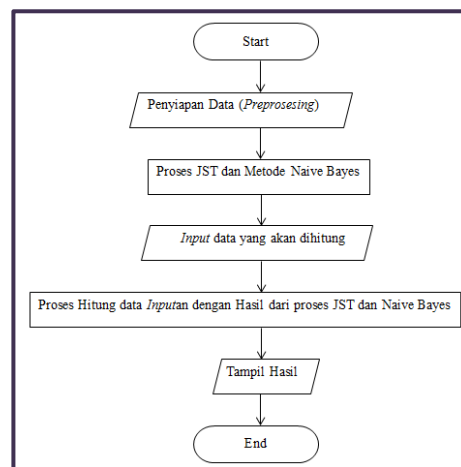 Start
Penyiapan Data (Preprosesing)
Proses JST dan Metode Naive Bayes
Input data yang akan dihitung
Proses Hitung data Inputan dengan Hasil dari proses JST dan Naive Bayes
Tampil Hasil
End